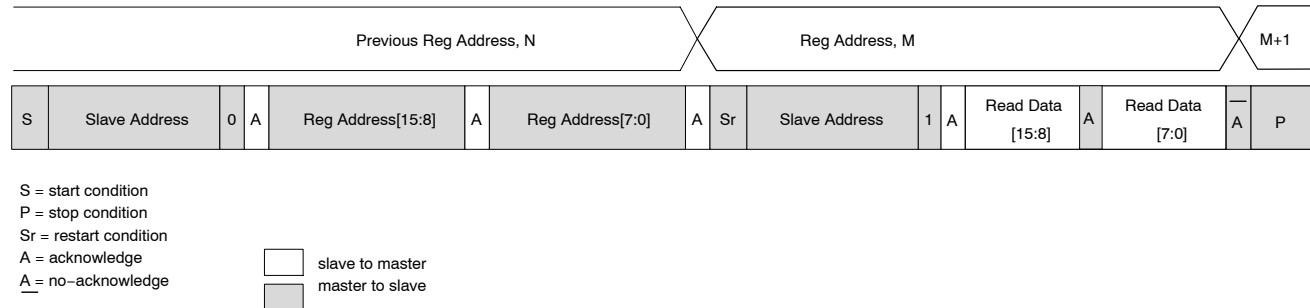 Previous Reg Address, N Reg Address, M M+1
S Slave Address 0 A Reg Address[15:8] A Reg Address[7:0] A Sr Slave Address 1 A Read Data [15:8] A Read Data [7:0] A̅ P
S = start condition
P = stop condition
Sr = restart condition
A = acknowledge
A̲ = no−acknowledge
slave to master
master to slave